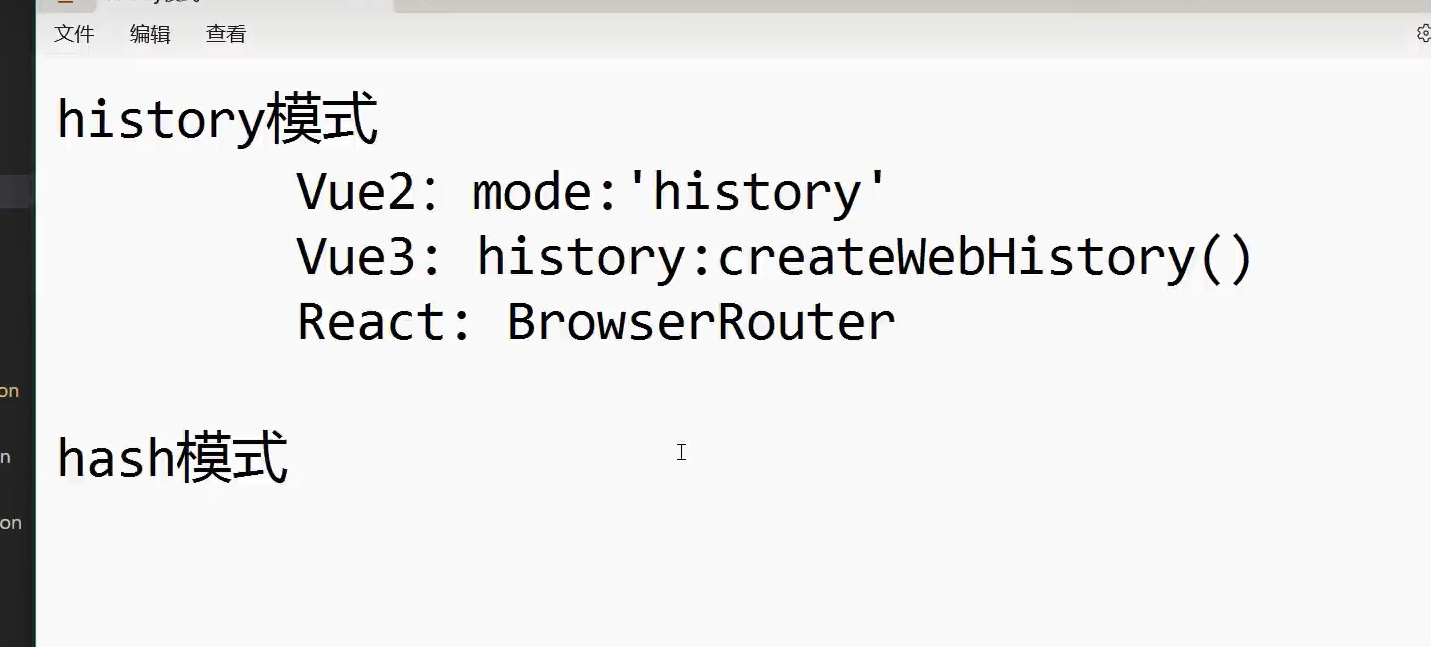 文件 编辑 查看
history模式
Vue2: mode:'history'
Vue3: history:createWebHistory()
React: BrowserRouter
on
hash模式
n
on